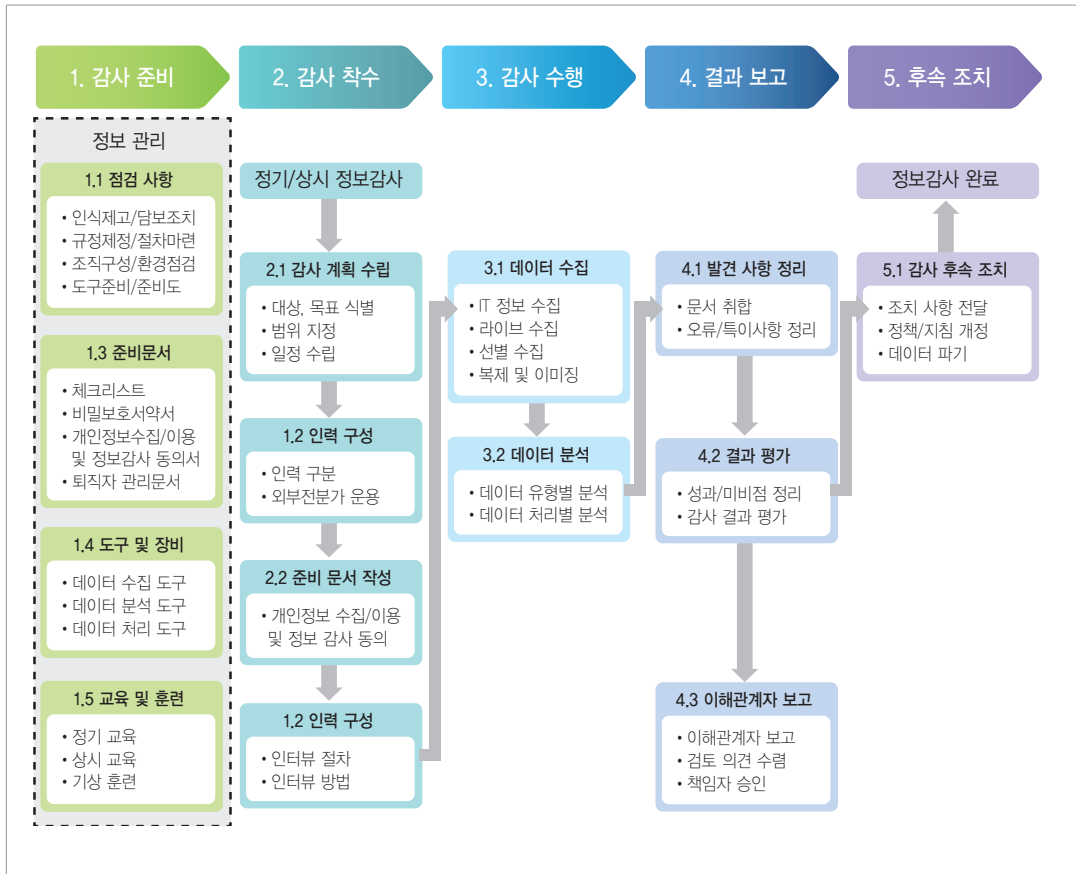 1. 감사 준비
2. 감사 착수
3. 감사 수행
4. 결과 보고
5. 후속 조치
정보 관리
1.1 점검 사항
• 인식제고/담보조치
• 규정제정/절차마련
• 조직구성/환경점검
• 도구준비/준비도
1.3 준비문서
• 체크리스트
• 비밀보호서약서
• 개인정보수집/이용
및 정보감사 동의서
• 퇴직자 관리문서
1.4 도구 및 장비
• 데이터 수집 도구
• 데이터 분석 도구
• 데이터 처리 도구
1.5 교육 및 훈련
• 정기 교육
• 상시 교육
• 기상 훈련
정기/상시 정보감사
2.1 감사 계획 수립
• 대상, 목표 식별
• 범위 지정
• 일정 수립
1.2 인력 구성
• 인력 구분
• 외부전분가 운용
2.2 준비 문서 작성
• 개인정보 수집/이용
및 정보 감사 동의
1.2 인력 구성
• 인터뷰 절차
• 인터뷰 방법
3.1 데이터 수집
• IT 정보 수집
• 라이브 수집
• 선별 수집
• 복제 및 이미징
3.2 데이터 분석
• 데이터 유형별 분석
• 데이터 처리별 분석
4.1 발견 사항 정리
• 문서 취합
• 오류/특이사항 정리
4.2 결과 평가
• 성과/미비점 정리
• 감사 결과 평가
4.3 이해관계자 보고
• 이해관계자 보고
• 검토 의견 수렴
• 책임자 승인
정보감사 완료
5.1 감사 후속 조치
• 조치 사항 전달
• 정책/지침 개정
• 데이터 파기